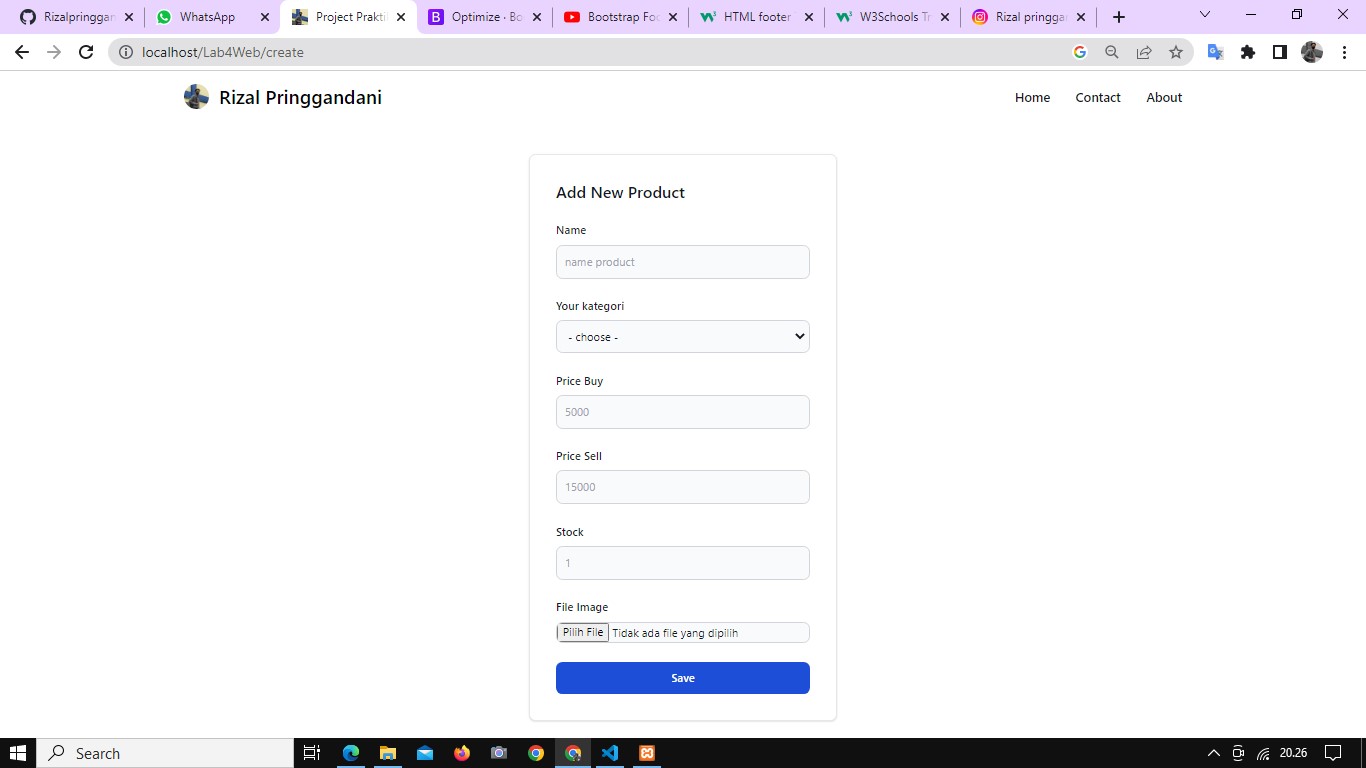 Rizalpringgan
WhatsApp
Project Prakti
Optimize · Bo
Bootstrap Foo
HTML footer
W3Schools Tr
Rizal pringgar
localhost/Lab4Web/create
Rizal Pringgandani
Home
Contact
About
Add New Product
Name
name product
Your kategori
- choose -
Price Buy
5000
Price Sell
15000
Stock
1
File Image
Pilih File Tidak ada file yang dipilih
Save
Search
20.26